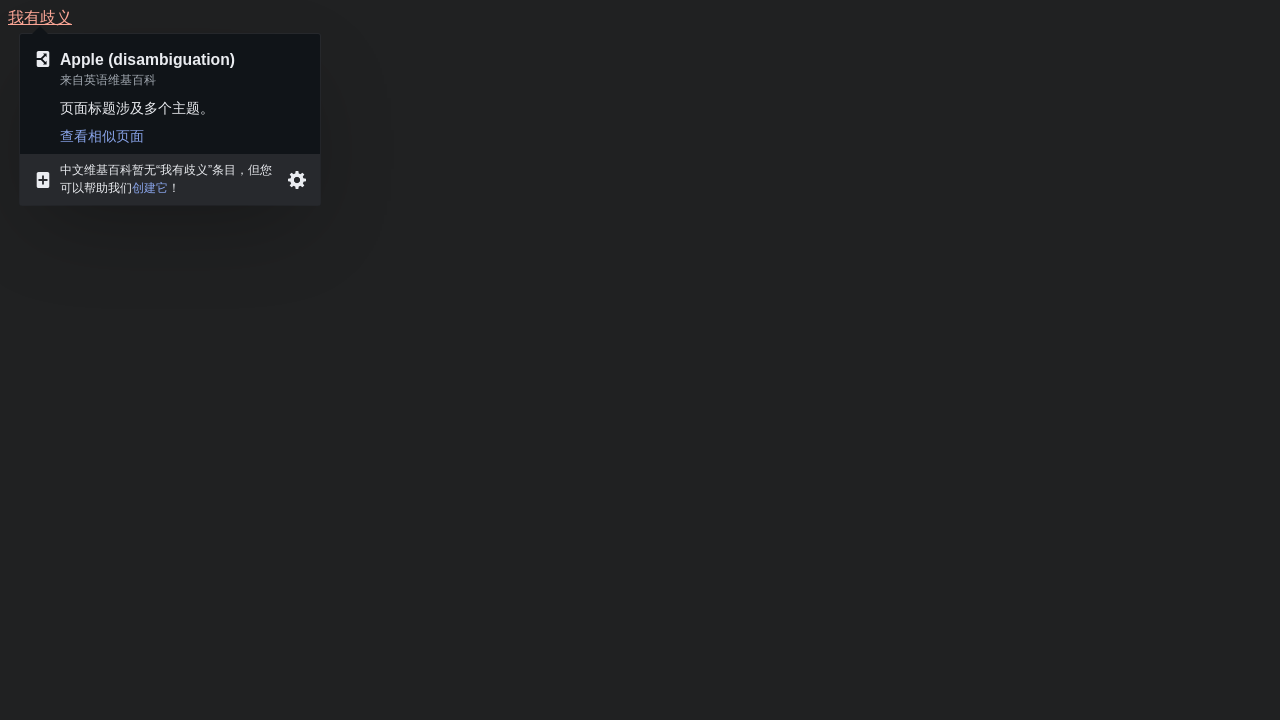 我有歧义
Apple (disambiguation)
来自英语维基百科
页面标题涉及多个主题。
查看相似页面
中文维基百科暂无“我有歧义”条目，但您
可以帮助我们创建它！